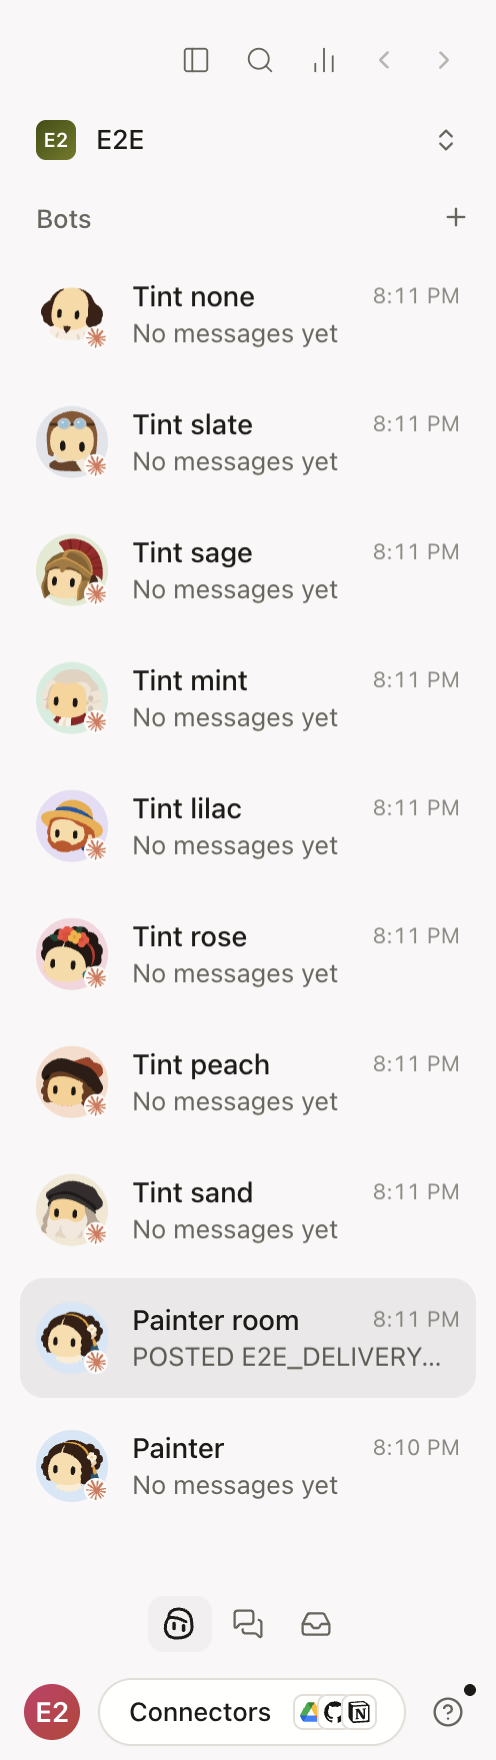 E2 E2E
Bots
Tint none 8:11 PM
No messages yet
Tint slate 8:11 PM
No messages yet
Tint sage 8:11 PM
No messages yet
Tint mint 8:11 PM
No messages yet
Tint lilac 8:11 PM
No messages yet
Tint rose 8:11 PM
No messages yet
Tint peach 8:11 PM
No messages yet
Tint sand 8:11 PM
No messages yet
Painter room 8:11 PM
POSTED E2E_DELIVERY...
Painter 8:10 PM
No messages yet
E2 Connectors